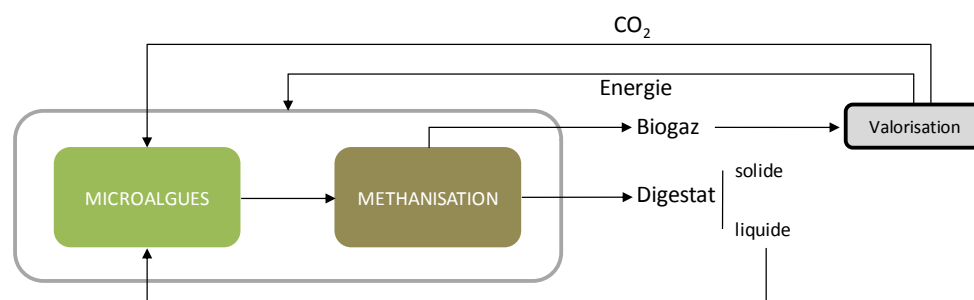 CO₂
Energie
Biogaz
Valorisation
MICROALGUES
METHANISATION
Digestat
solide
liquide